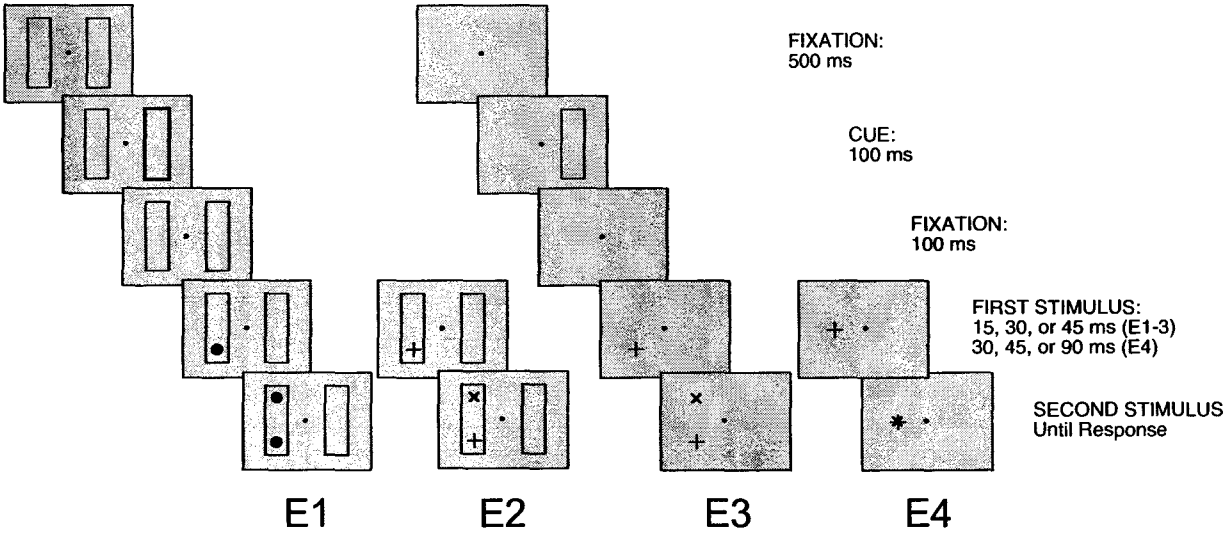 FIXATION:
500 ms
CUE:
100 ms
FIXATION:
100 ms
FIRST STIMULUS:
15, 30, or 45 ms (E1-3)
30, 45, or 90 ms (E4)
SECOND STIMULUS
Until Response
E1 E2 E3 E4